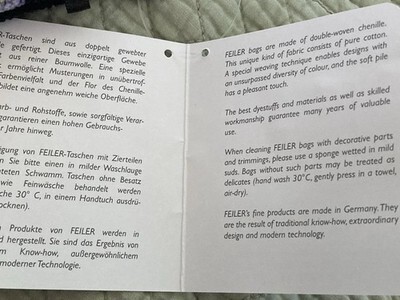 R-Taschen sind aus doppelt gewebter
gefertigt. Dieses einzigartige Gewebe
aus reiner Baumwolle. Eine spezielle
ermöglicht Musterungen in unübertrof-
Farbenvielfalt und der Flor des Chenille-
bildet eine angenehm weiche Oberfläche.
arb- und Rohstoffe, sowie sorgfältige Verar-
garantieren einen hohen Gebrauchs-
r Jahre hinweg.
igung von FEILER-Taschen mit Zierteilen
n Sie bitte einen in milder Waschlauge
teten Schwamm. Taschen ohne Besatz
wie Feinwäsche behandelt werden
che 30° C, in einem Handtuch ausdrü-
ocknen).
n Produkte von FEILER werden in
d hergestellt. Sie sind das Ergebnis von
m Know-how, außergewöhnlichem
moderner Technologie.
FEILER bags are made of double-woven chenille.
This unique kind of fabric consists of pure cotton.
A special weaving technique enables designs with
an unsurpassed diversity of colour, and the soft pile
has a pleasant touch.
The best dyestuffs and materials as well as skilled
workmanship guarantee many years of valuable
use.
When cleaning FEILER bags with decorative parts
and trimmings, please use a sponge wetted in mild
suds. Bags without such parts may be treated as
delicates (hand wash 30°C, gently press in a towel,
air-dry).
FEILER's fine products are made in Germany. They
are the result of traditional know-how, extraordinary
design and modern technology.